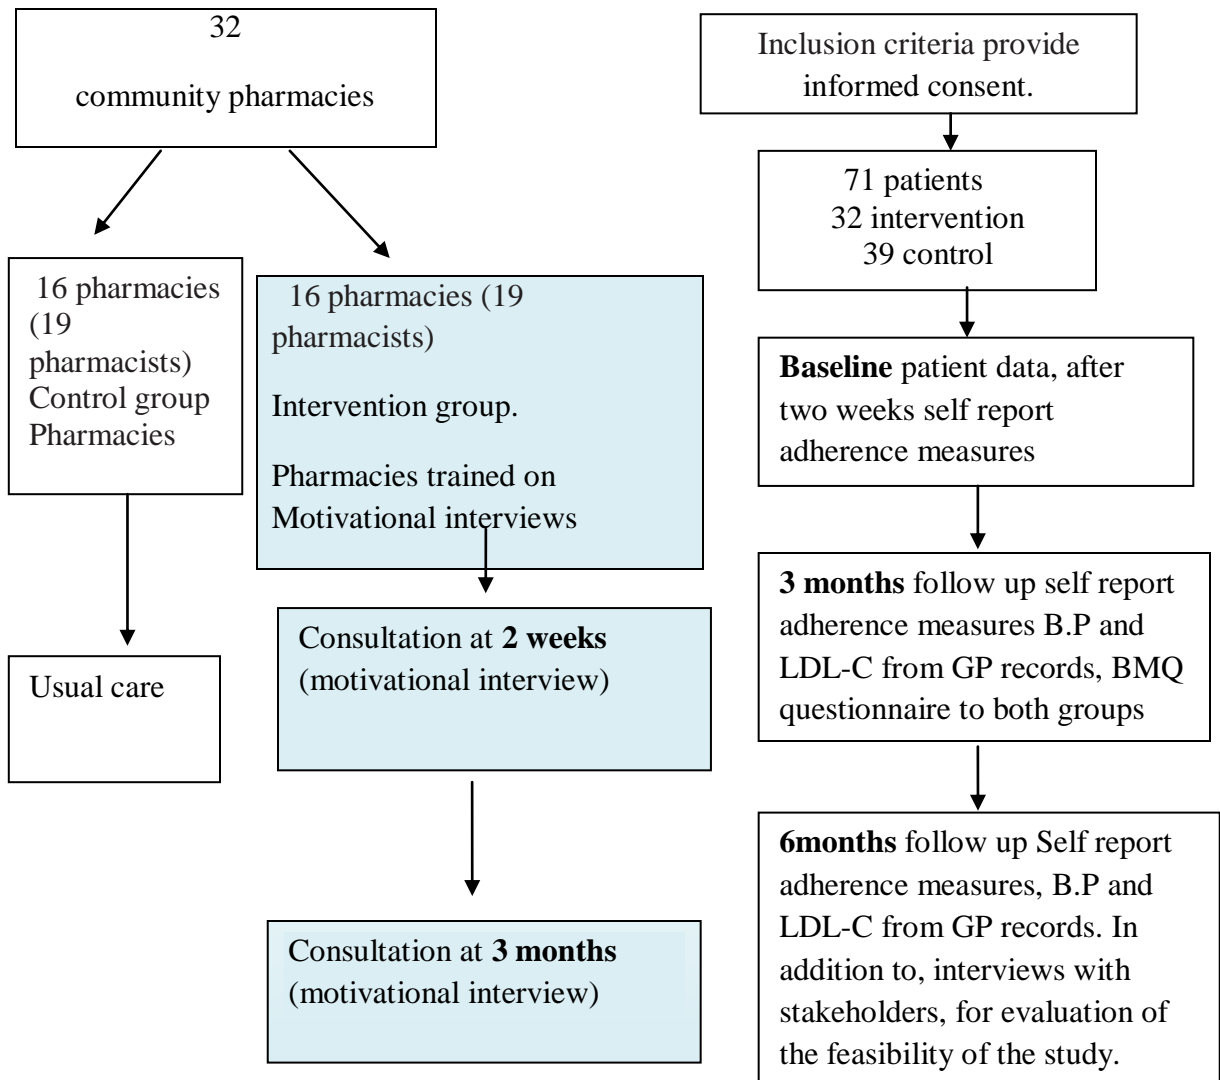 32
community pharmacies
16 pharmacies
(19
pharmacists)
Control group
Pharmacies
Usual care
16 pharmacies (19
pharmacists)
Intervention group.
Pharmacies trained on
Motivational interviews
Consultation at 2 weeks
(motivational interview)
Consultation at 3 months
(motivational interview)
Inclusion criteria provide
informed consent.
71 patients
32 intervention
39 control
Baseline patient data, after
two weeks self report
adherence measures
3 months follow up self report
adherence measures B.P and
LDL-C from GP records, BMQ
questionnaire to both groups
6months follow up Self report
adherence measures, B.P and
LDL-C from GP records. In
addition to, interviews with
stakeholders, for evaluation of
the feasibility of the study.